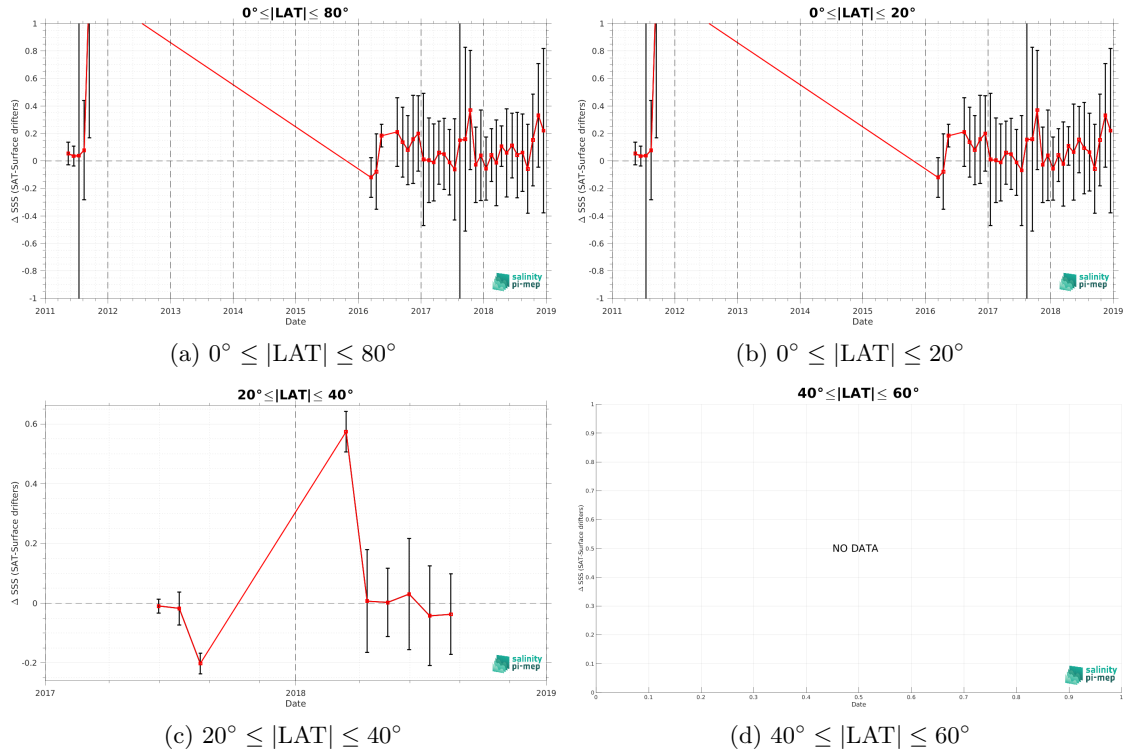 0°≤|LAT|≤ 80°
1
0.8
0.6
0.4
0.2
0
-0.2
-0.4
-0.6
-0.8
-1
Δ SSS (SAT-Surface drifters)
2011
2012
2013
2014
2015
2016
2017
2018
2019
Date
salinity
pi-mep
(a) 0° ≤ |LAT| ≤ 80°
0°≤|LAT|≤ 20°
1
0.8
0.6
0.4
0.2
0
-0.2
-0.4
-0.6
-0.8
-1
Δ SSS (SAT-Surface drifters)
2011
2012
2013
2014
2015
2016
2017
2018
2019
Date
salinity
pi-mep
(b) 0° ≤ |LAT| ≤ 20°
20°≤|LAT|≤ 40°
0.6
0.4
0.2
0
-0.2
Δ SSS (SAT-Surface drifters)
2017
2018
2019
Date
salinity
pi-mep
(c) 20° ≤ |LAT| ≤ 40°
40°≤|LAT|≤ 60°
1
0.9
0.8
0.7
0.6
0.5
0.4
0.3
0.2
0.1
0
Δ SSS (SAT-Surface drifters)
NO DATA
0
0.1
0.2
0.3
0.4
0.5
0.6
0.7
0.8
0.9
1
Date
salinity
pi-mep
(d) 40° ≤ |LAT| ≤ 60°